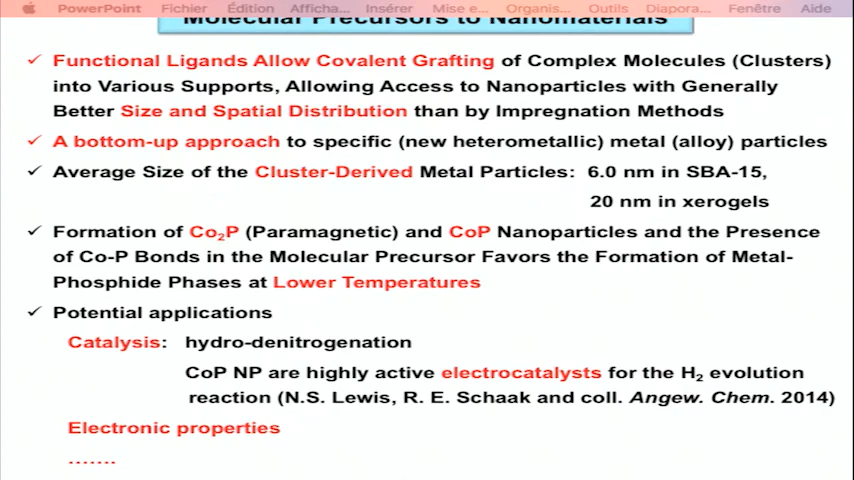 PowerPoint Fichier Édition Afficha... Insérer Mise e... Organis... Outils Diapora... Fenêtre Aide
Molecular Precursors to Nanomaterials
✓ Functional Ligands Allow Covalent Grafting of Complex Molecules (Clusters)
into Various Supports, Allowing Access to Nanoparticles with Generally
Better Size and Spatial Distribution than by Impregnation Methods
✓ A bottom-up approach to specific (new heterometallic) metal (alloy) particles
✓ Average Size of the Cluster-Derived Metal Particles: 6.0 nm in SBA-15,
20 nm in xerogels
✓ Formation of Co₂P (Paramagnetic) and CoP Nanoparticles and the Presence
of Co-P Bonds in the Molecular Precursor Favors the Formation of Metal-
Phosphide Phases at Lower Temperatures
✓ Potential applications
Catalysis: hydro-denitrogenation
CoP NP are highly active electrocatalysts for the H₂ evolution
reaction (N.S. Lewis, R. E. Schaak and coll. Angew. Chem. 2014)
Electronic properties
.......